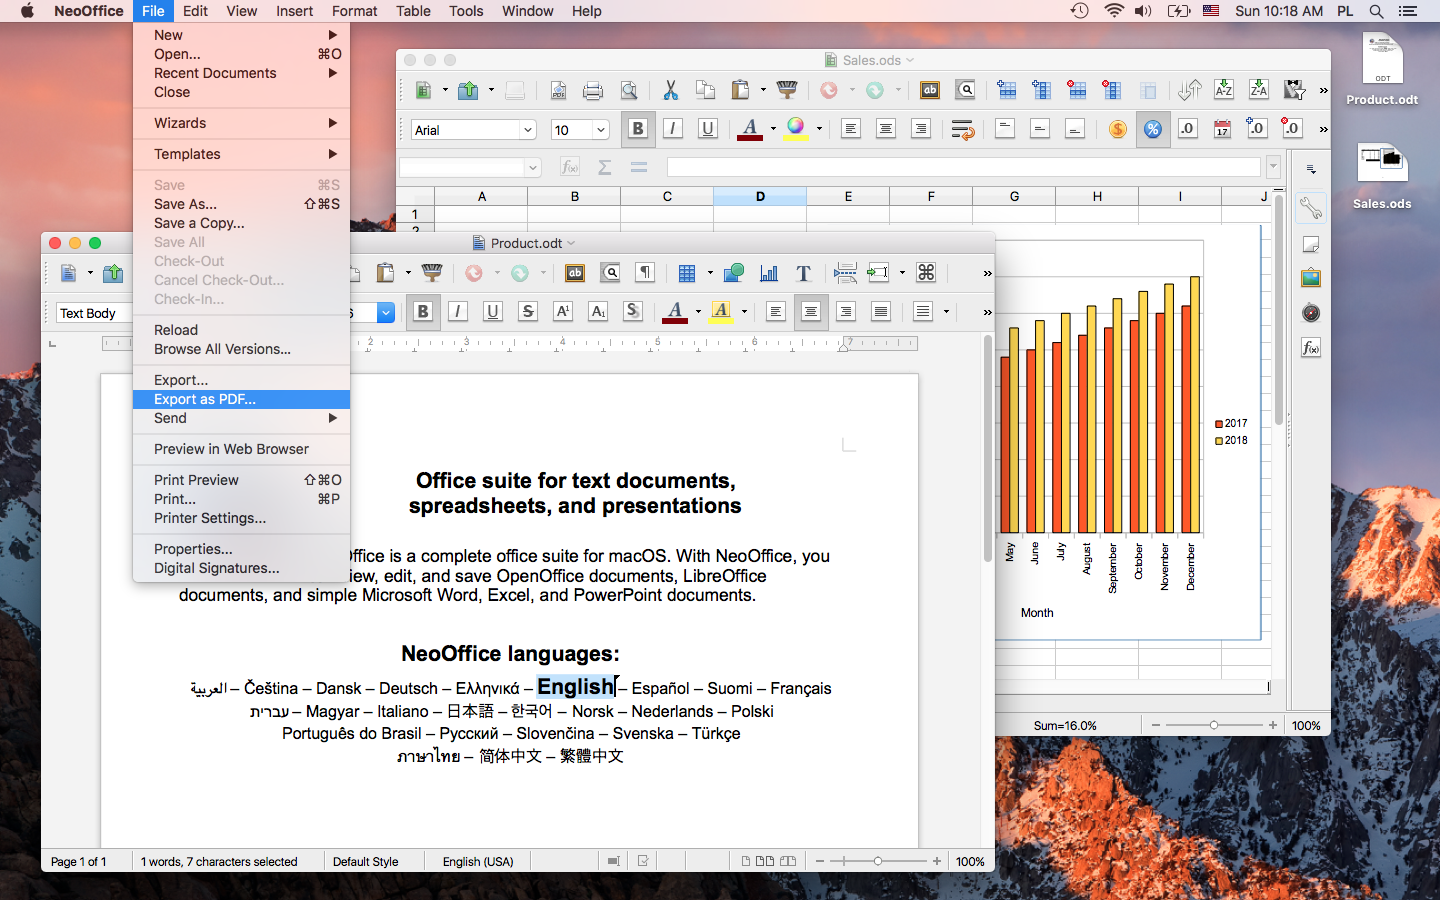 NeoOffice File Edit View Insert Format Table Tools Window Help Sun 10:18 AM PL
New
Open... ⌘O
Recent Documents
Close
Wizards
Templates
Save ⌘S
Save As... ⇧⌘S
Save a Copy...
Save All
Check-Out
Cancel Check-Out...
Check-In...
Reload
Browse All Versions...
Export...
Export as PDF...
Send
Preview in Web Browser
Print Preview ⇧⌘O
Print... ⌘P
Printer Settings...
Properties...
Digital Signatures...
Sales.ods
Arial 10 B I U A
A B C D E F G H I J
1
2
2017
2018
May June July August September October November December
Month
Sum=16.0% 100%
ODT
Product.odt
Sales.ods
Product.odt
Text Body 6 B I U S A A S A A
2 3 4 5 6 7
Office suite for text documents,
spreadsheets, and presentations
ffice is a complete office suite for macOS. With NeoOffice, you
iew, edit, and save OpenOffice documents, LibreOffice
documents, and simple Microsoft Word, Excel, and PowerPoint documents.
NeoOffice languages:
العربية – Čeština – Dansk – Deutsch – Ελληνικά – English – Español – Suomi – Français
עברית – Magyar – Italiano – 日本語 – 한국어 – Norsk – Nederlands – Polski
Português do Brasil – Русский – Slovenčina – Svenska – Türkçe
ภาษาไทย – 简体中文 – 繁體中文
Page 1 of 1 1 words, 7 characters selected Default Style English (USA) 100%